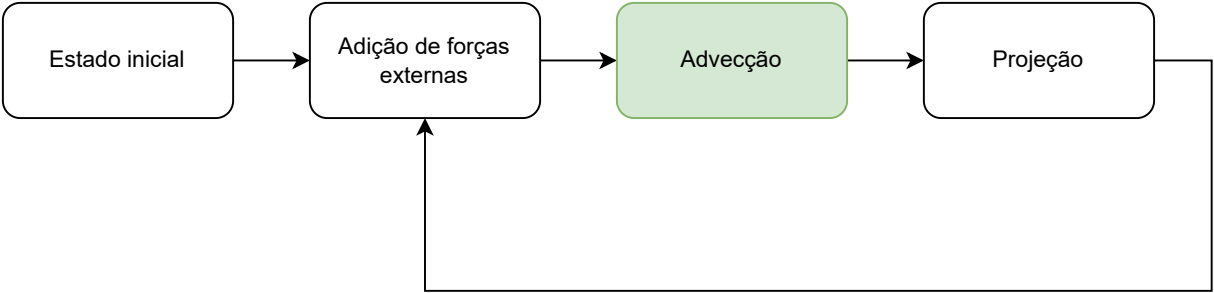 Estado inicial
Adição de forças
externas
Advecção
Projeção